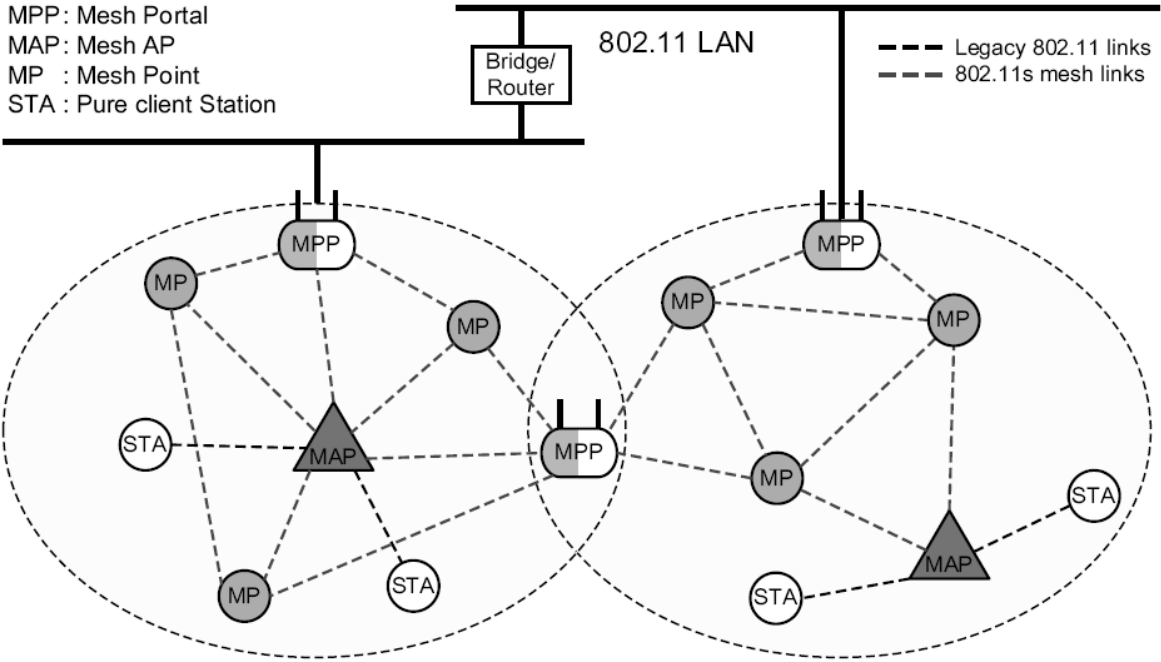 MPP : Mesh Portal
MAP : Mesh AP
MP : Mesh Point
STA : Pure client Station
Bridge/
Router
802.11 LAN
Legacy 802.11 links
802.11s mesh links
MPP
MPP
MP
MP
MP
MP
STA
MAP
MPP
MP
STA
MAP
MP
STA
STA